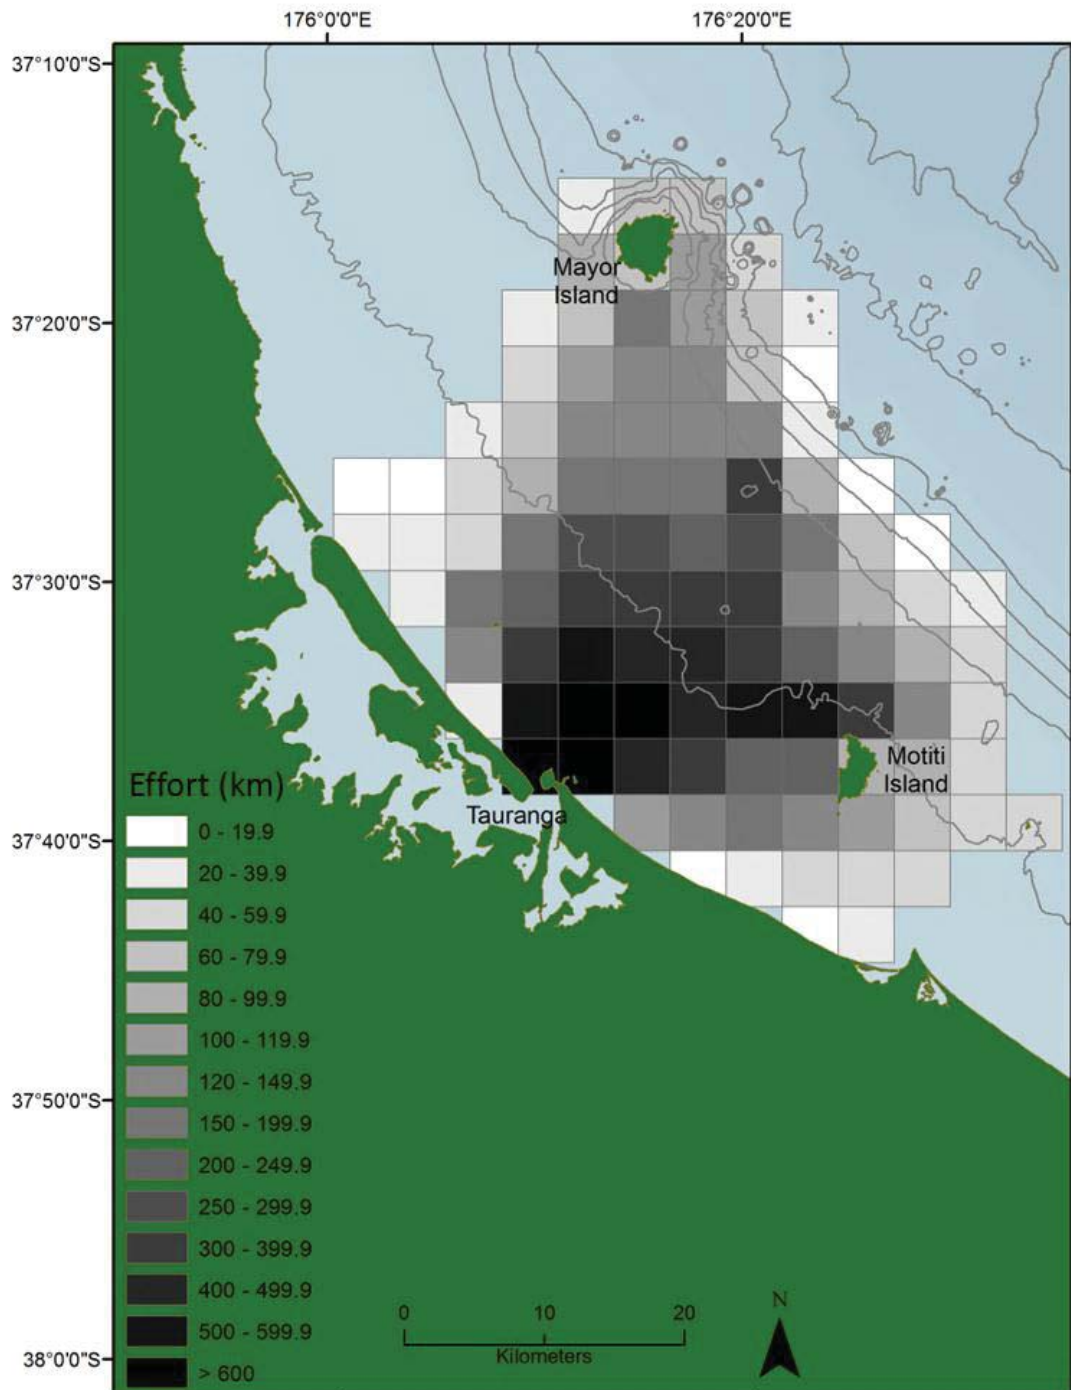 176°0'0"E
176°20'0"E
37°10'0"S
Mayor
Island
37°20'0"S
37°30'0"S
Motiti
Island
Effort (km)
Tauranga
0 - 19.9
37°40'0"S
20 - 39.9
40 - 59.9
60 - 79.9
80 - 99.9
100 - 119.9
120 - 149.9
37°50'0"S
150 - 199.9
200 - 249.9
250 - 299.9
300 - 399.9
400 - 499.9
500 - 599.9
> 600
38°0'0"S
0 10 20
Kilometers
N